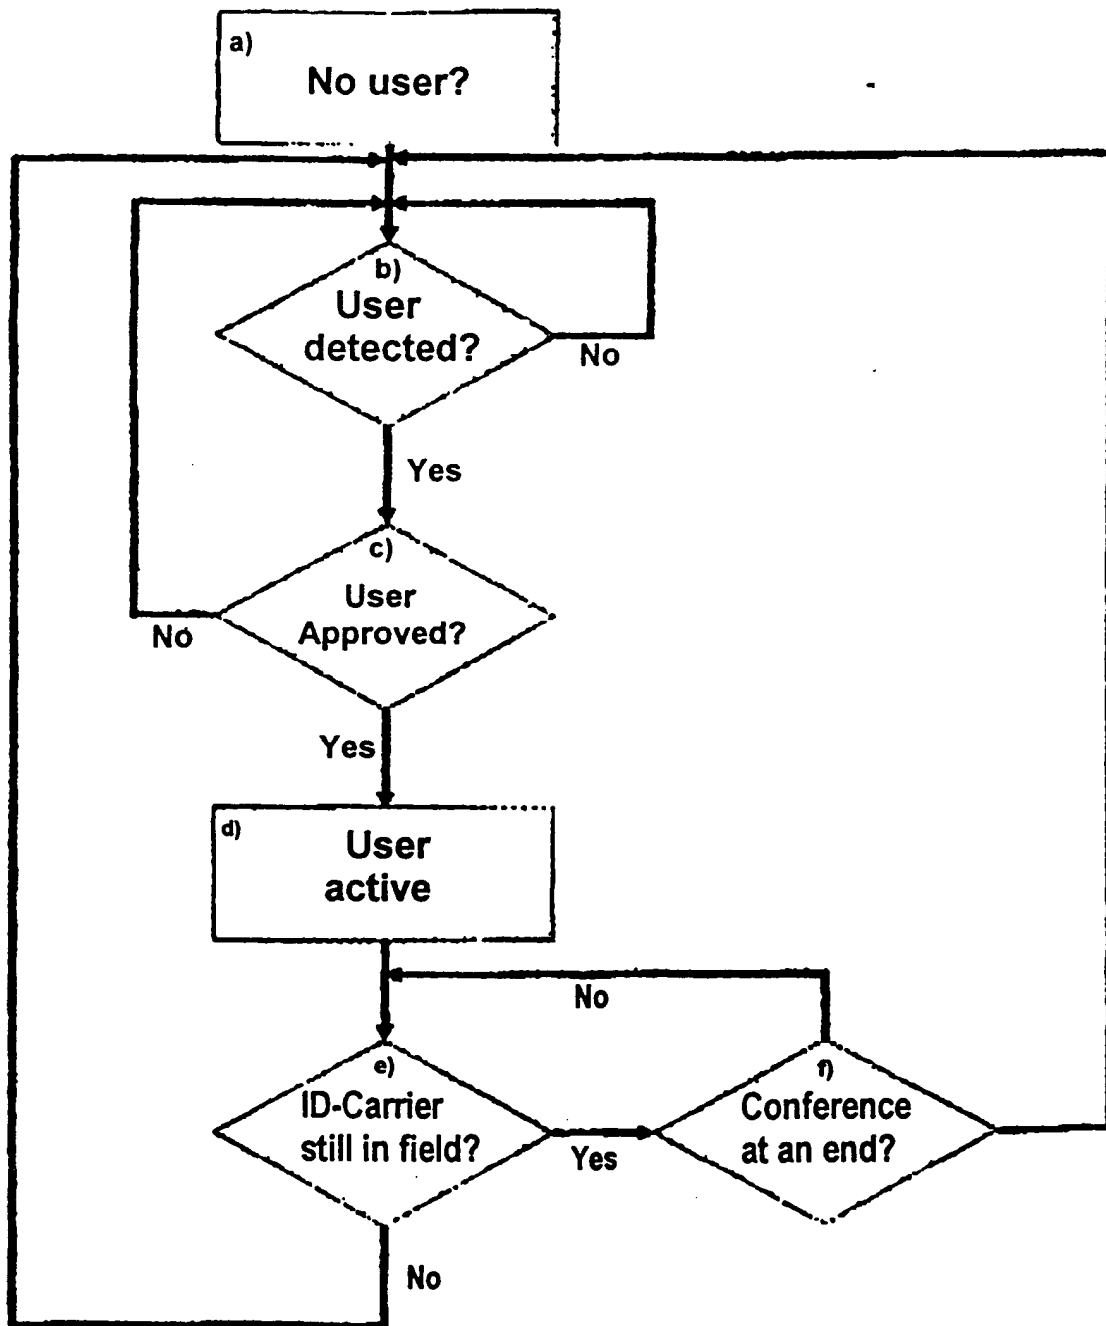 a)
No user?
b)
User
detected?
No
Yes
c)
User
Approved?
No
Yes
d)
User
active
No
e)
ID-Carrier
still in field?
Yes
f)
Conference
at an end?
No